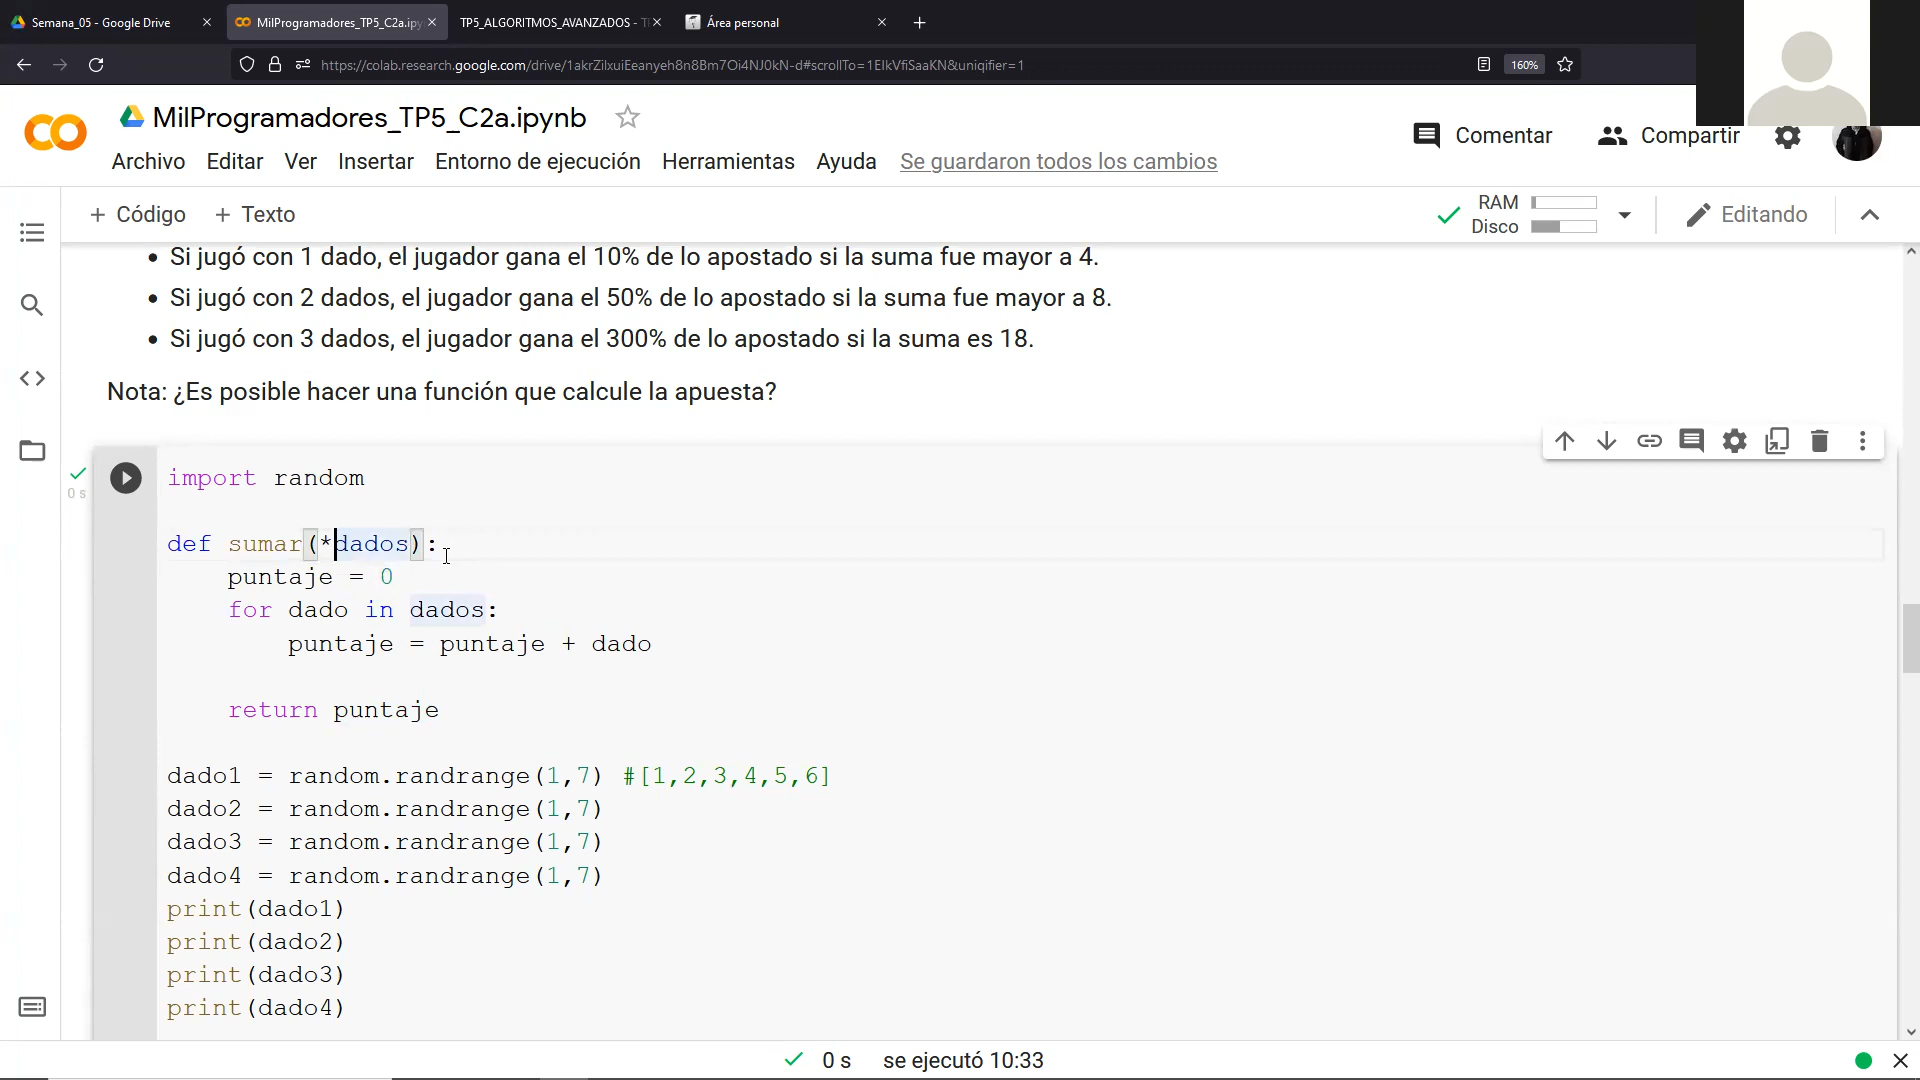 Semana_05 - Google Drive
MilProgramadores_TP5_C2a.ipy
TP5_ALGORITMOS_AVANZADOS - T
Área personal
https://colab.research.google.com/drive/1akrZilxuiEeanyeh8n8Bm7Oi4NJ0kN-d#scrollTo=1EIkVfiSaaKN&uniqifier=1
160%
MilProgramadores_TP5_C2a.ipynb
Comentar
Compartir
Archivo Editar Ver Insertar Entorno de ejecución Herramientas Ayuda Se guardaron todos los cambios
+ Código + Texto
RAM
Disco
Editando
• Si jugó con 1 dado, el jugador gana el 10% de lo apostado si la suma fue mayor a 4.
• Si jugó con 2 dados, el jugador gana el 50% de lo apostado si la suma fue mayor a 8.
• Si jugó con 3 dados, el jugador gana el 300% de lo apostado si la suma es 18.
Nota: ¿Es posible hacer una función que calcule la apuesta?
0 s
import random
def sumar(*dados):
    puntaje = 0
    for dado in dados:
        puntaje = puntaje + dado
    return puntaje
dado1 = random.randrange(1,7) #[1,2,3,4,5,6]
dado2 = random.randrange(1,7)
dado3 = random.randrange(1,7)
dado4 = random.randrange(1,7)
print(dado1)
print(dado2)
print(dado3)
print(dado4)
0 s se ejecutó 10:33